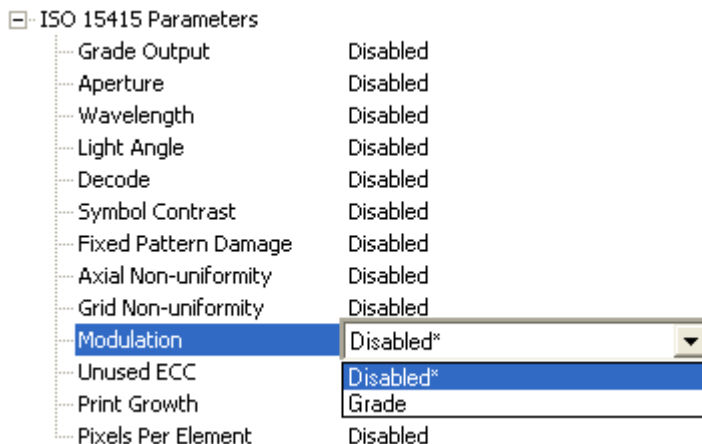 ISO 15415 Parameters
Grade Output Disabled
Aperture Disabled
Wavelength Disabled
Light Angle Disabled
Decode Disabled
Symbol Contrast Disabled
Fixed Pattern Damage Disabled
Axial Non-uniformity Disabled
Grid Non-uniformity Disabled
Modulation Disabled*
Unused ECC Disabled*
Print Growth Grade
Pixels Per Element Disabled